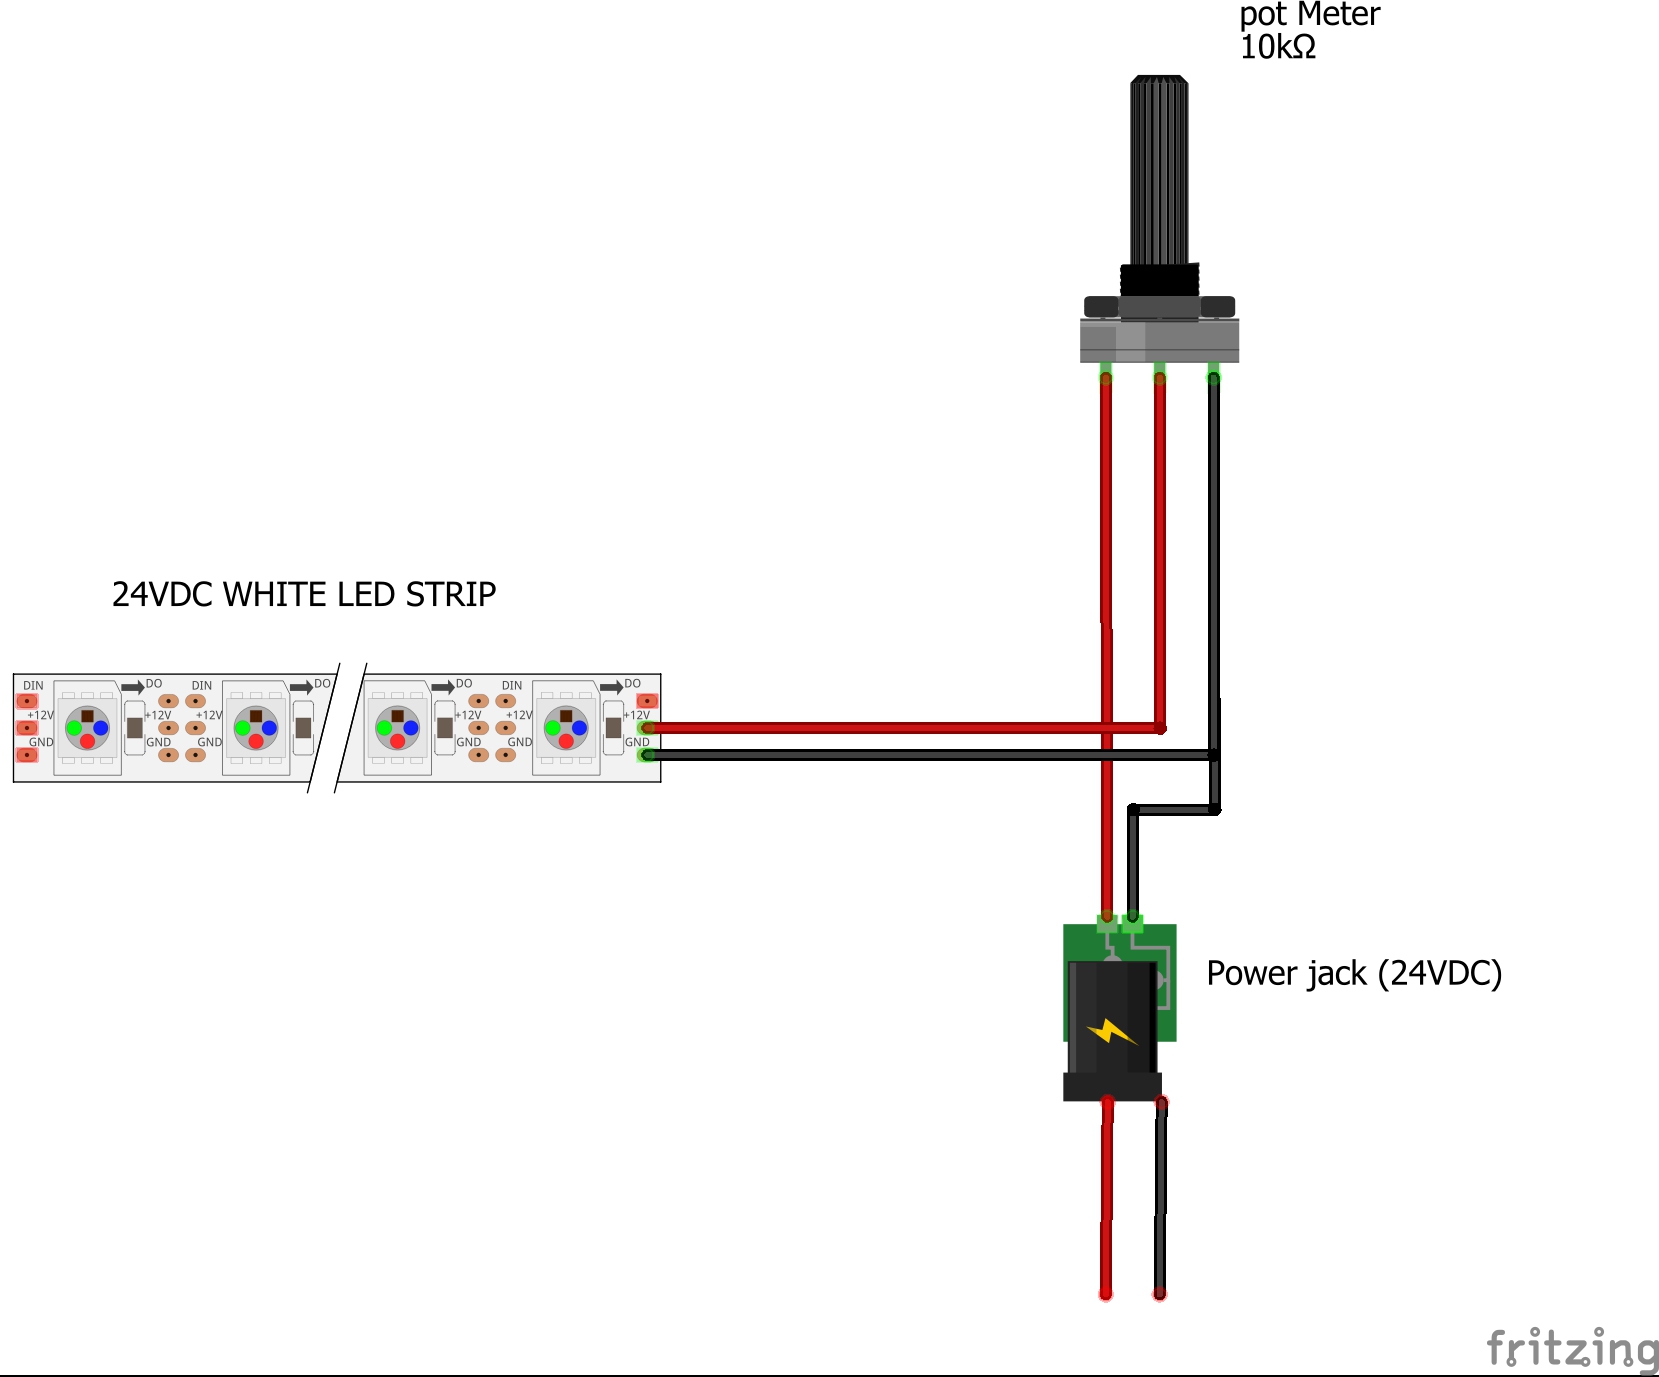 pot Meter
10kΩ
24VDC WHITE LED STRIP
DIN DO DIN DO DO DIN DO
+12V +12V +12V +12V +12V +12V
GND GND GND GND GND GND
Power jack (24VDC)
fritzing